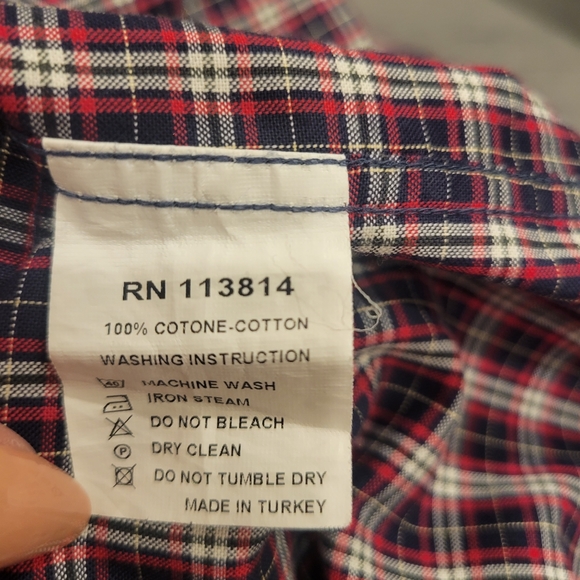 RN 113814
100% COTONE-COTTON
WASHING INSTRUCTION
MACHINE WASH
IRON STEAM
DO NOT BLEACH
P DRY CLEAN
DO NOT TUMBLE DRY
MADE IN TURKEY